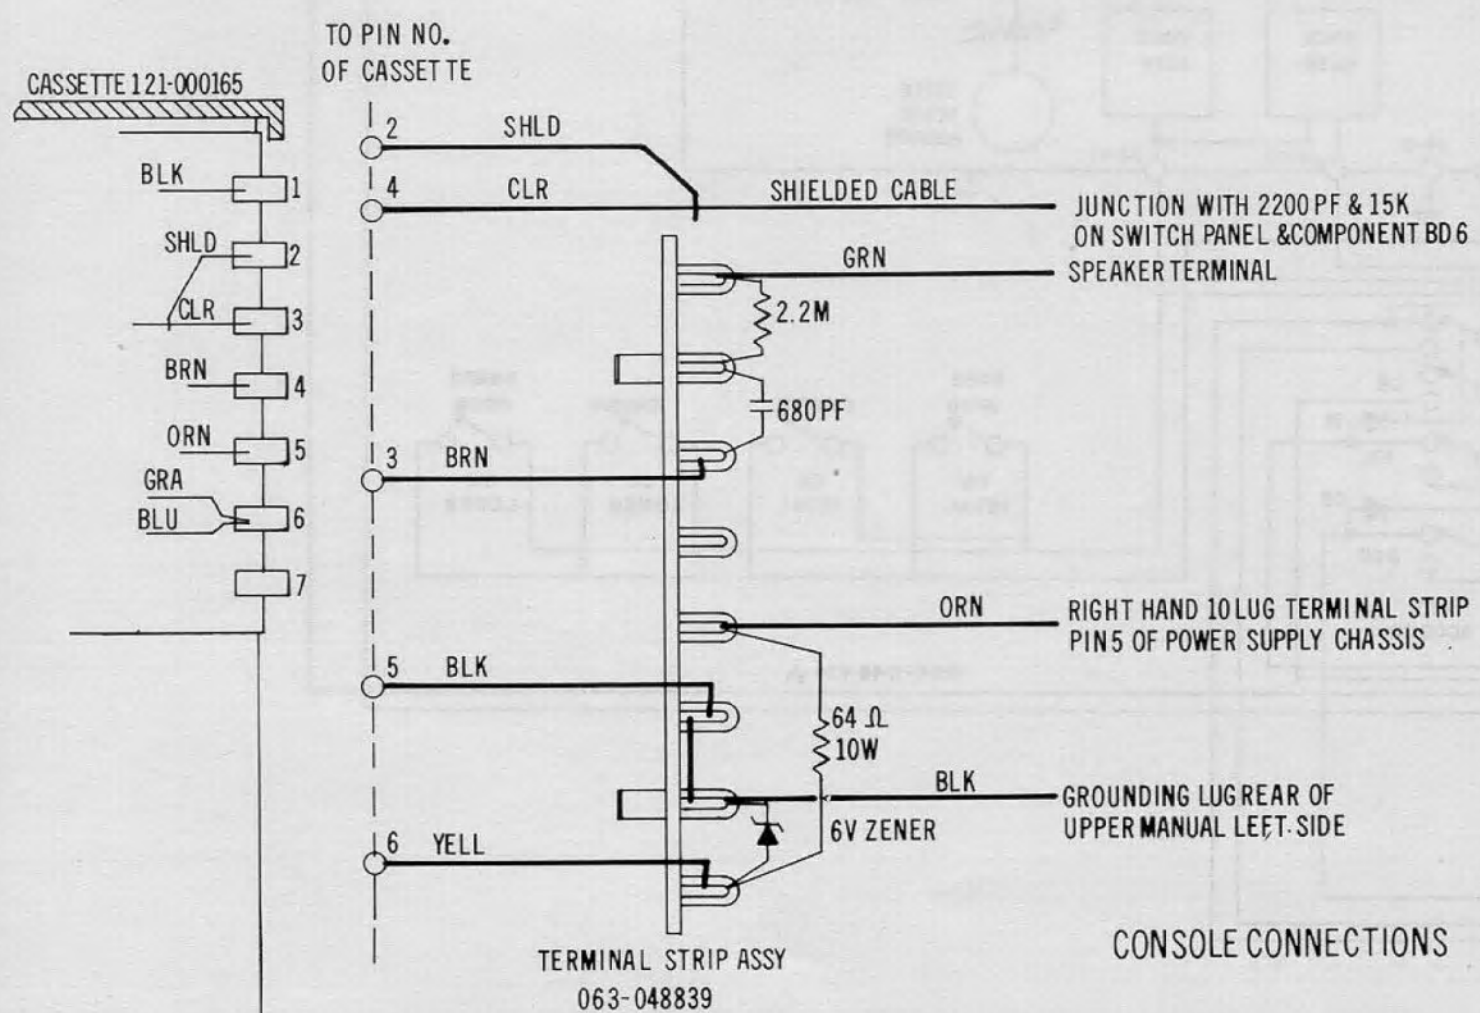 TO PIN NO.
OF CASSETTE
CASSETTE 121-000165
BLK
1
SHLD
2
CLR
3
BRN
4
ORN
5
GRA
BLU
6
7
2
SHLD
4
CLR
SHIELDED CABLE
JUNCTION WITH 2200 PF & 15K
ON SWITCH PANEL & COMPONENT BD 6
GRN
SPEAKER TERMINAL
2.2M
680 PF
3
BRN
ORN
RIGHT HAND 10 LUG TERMINAL STRIP
PIN 5 OF POWER SUPPLY CHASSIS
5
BLK
64 Ω
10W
BLK
GROUNDING LUG REAR OF
UPPER MANUAL LEFT SIDE
6V ZENER
6
YELL
TERMINAL STRIP ASSY
063-048839
CONSOLE CONNECTIONS